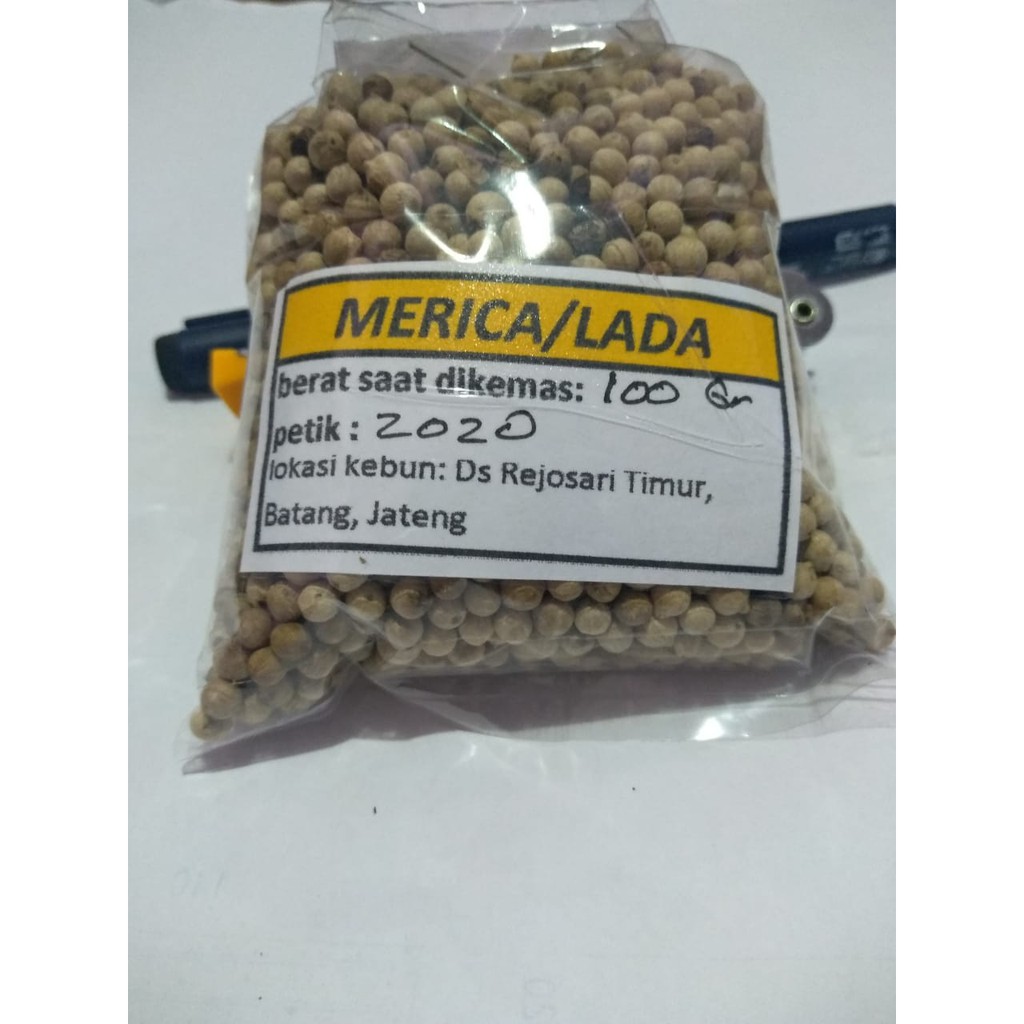 MERICA/LADA
berat saat dikemas: 100 Gr
petik : 2020
lokasi kebun: Ds Rejosari Timur,
Batang, Jateng